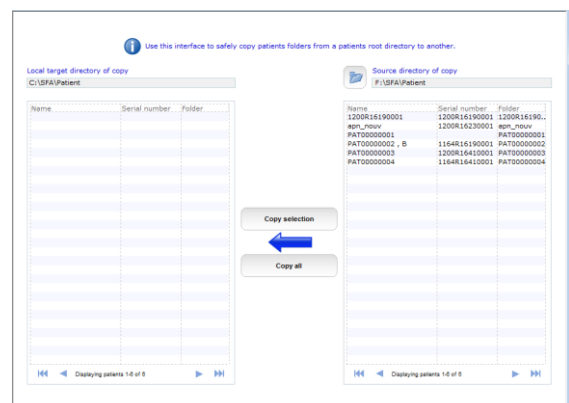 Use this interface to safely copy patients folders from a patients root directory to another.
Local target directory of copy
C:\SFA\Patient
Source directory of copy
F:\SFA\Patient
Name Serial number Folder
Name Serial number Folder
1200R16190001 1200R16190001 1200R16190...
apn_nouv 1200R16230001 apn_nouv
PAT00000001 PAT00000001
PAT00000002 , B 1164R16190001 PAT00000002
PAT00000003 1200R16410001 PAT00000003
PAT00000004 1164R16410001 PAT00000004
Copy selection
Copy all
Displaying patients 1-6 of 6
Displaying patients 1-6 of 6